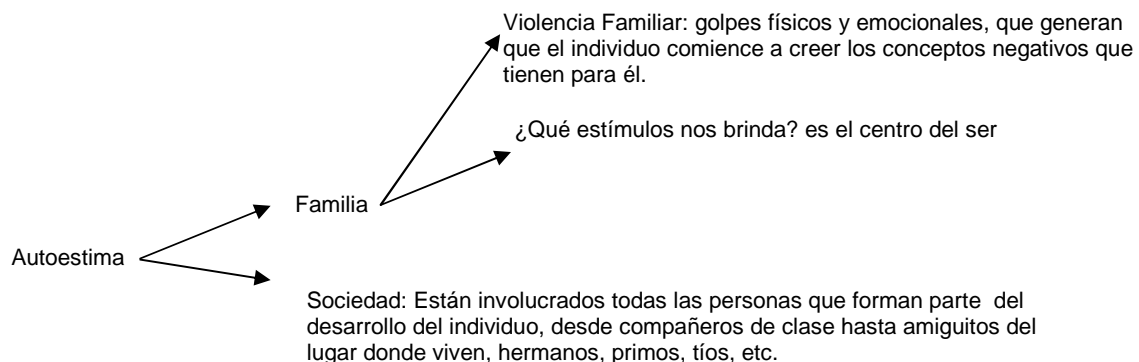 Violencia Familiar: golpes físicos y emocionales, que generan
que el individuo comience a creer los conceptos negativos que
tienen para él.
¿Qué estímulos nos brinda? es el centro del ser
Familia
Autoestima
Sociedad: Están involucrados todas las personas que forman parte del
desarrollo del individuo, desde compañeros de clase hasta amiguitos del
lugar donde viven, hermanos, primos, tíos, etc.